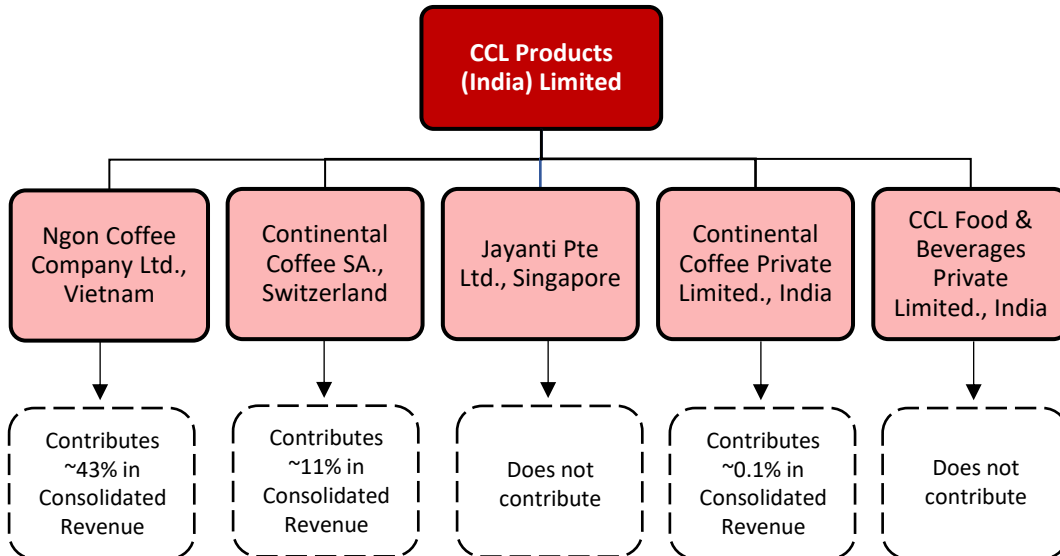 CCL Products
(India) Limited
Ngon Coffee
Company Ltd.,
Vietnam
Continental
Coffee SA.,
Switzerland
Jayanti Pte
Ltd., Singapore
Continental
Coffee Private
Limited., India
CCL Food &
Beverages
Private
Limited., India
Contributes
~43% in
Consolidated
Revenue
Contributes
~11% in
Consolidated
Revenue
Does not
contribute
Contributes
~0.1% in
Consolidated
Revenue
Does not
contribute